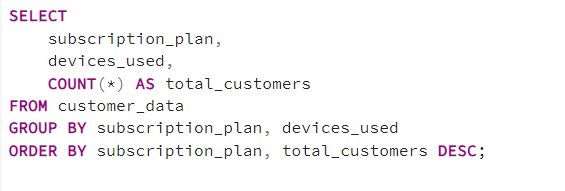 SELECT
    subscription_plan,
    devices_used,
    COUNT(*) AS total_customers
FROM customer_data
GROUP BY subscription_plan, devices_used
ORDER BY subscription_plan, total_customers DESC;